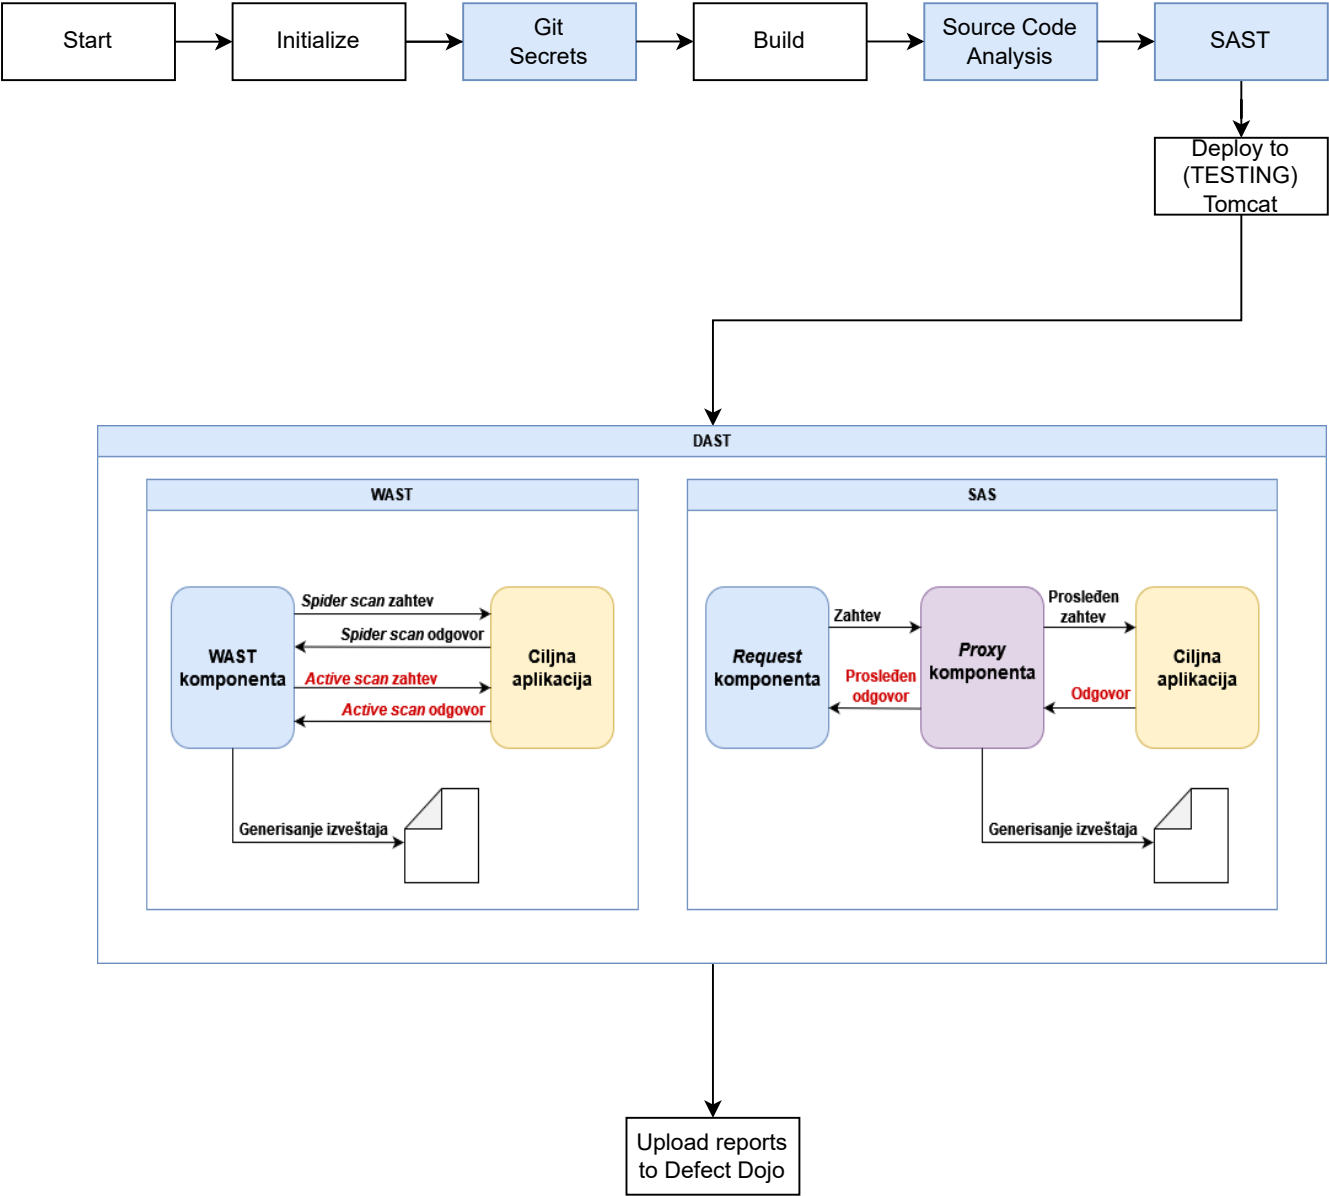 Start
Initialize
Git
Secrets
Build
Source Code
Analysis
SAST
Deploy to
(TESTING)
Tomcat
DAST
WAST
WAST
komponenta
Spider scan zahtev
Spider scan odgovor
Active scan zahtev
Active scan odgovor
Ciljna
aplikacija
Generisanje izveštaja
SAS
Request
komponenta
Zahtev
Prosleđen
odgovor
Proxy
komponenta
Prosleđen
zahtev
Odgovor
Ciljna
aplikacija
Generisanje izveštaja
Upload reports
to Defect Dojo